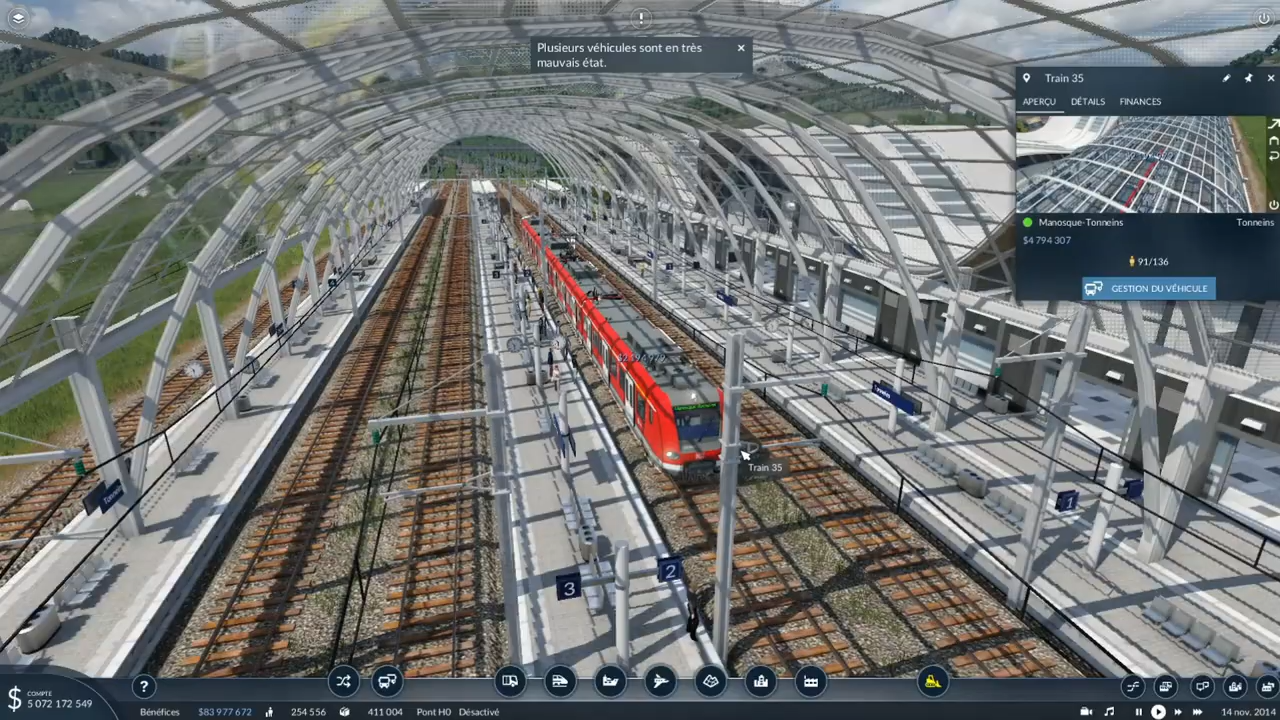 Plusieurs véhicules sont en très
mauvais état.
Train 35
APERÇU DÉTAILS FINANCES
Manosque-Tonneins Tonneins
$4 794 307
91/136
GESTION DU VÉHICULE
Train 35
1
3
2
?
COMPTE
$ 5 072 172 549
Bénéfices $83 977 672 254 556 411 004 Pont H0 Désactivé
14 nov. 2014